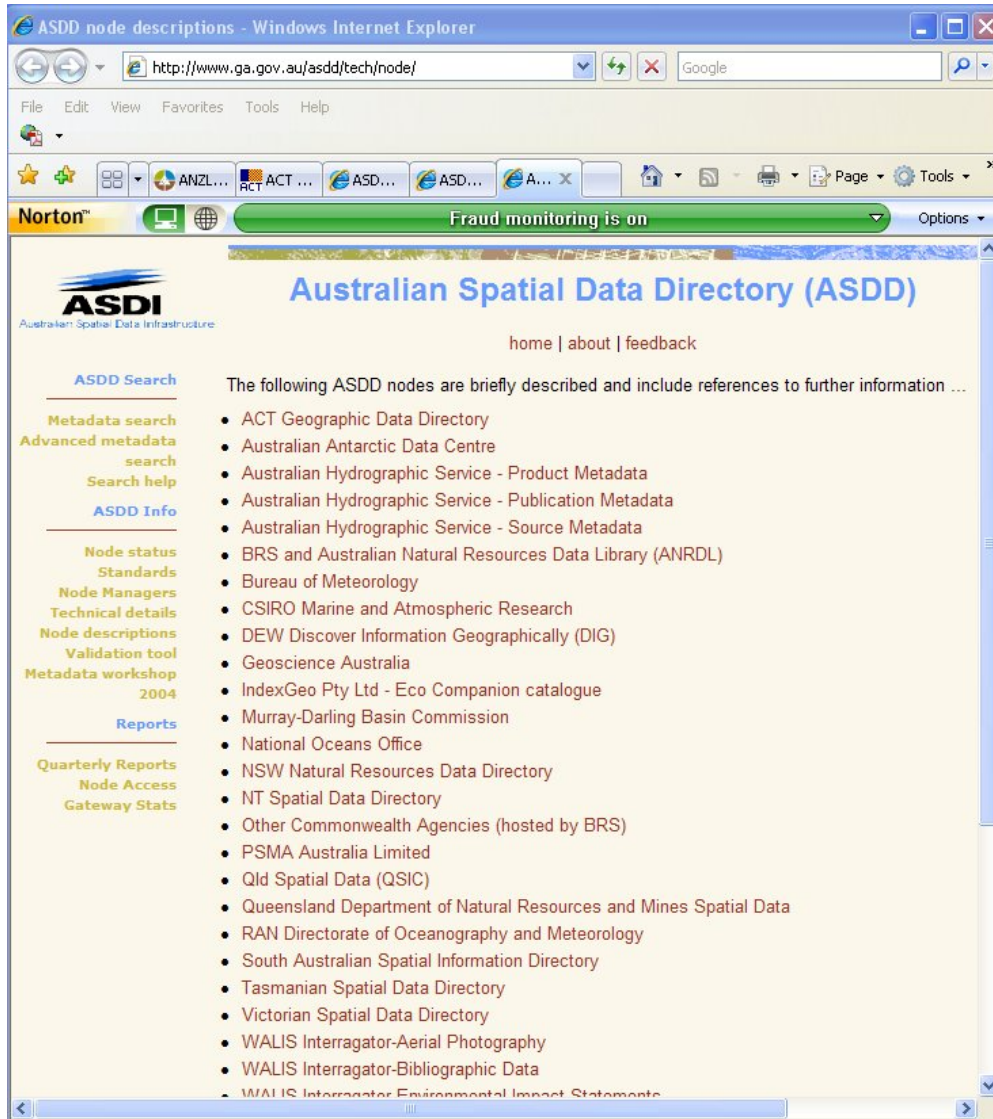 ASDD node descriptions - Windows Internet Explorer
http://www.ga.gov.au/asdd/tech/node/
Google
File Edit View Favorites Tools Help
ANZL... ACT ... ASD... ASD... A... Page Tools
Norton™ Fraud monitoring is on Options
ASDI
Australian Spatial Data Infrastructure
Australian Spatial Data Directory (ASDD)
home | about | feedback
ASDD Search
Metadata search
Advanced metadata
search
Search help
ASDD Info
Node status
Standards
Node Managers
Technical details
Node descriptions
Validation tool
Metadata workshop
2004
Reports
Quarterly Reports
Node Access
Gateway Stats
The following ASDD nodes are briefly described and include references to further information ...
• ACT Geographic Data Directory
• Australian Antarctic Data Centre
• Australian Hydrographic Service - Product Metadata
• Australian Hydrographic Service - Publication Metadata
• Australian Hydrographic Service - Source Metadata
• BRS and Australian Natural Resources Data Library (ANRDL)
• Bureau of Meteorology
• CSIRO Marine and Atmospheric Research
• DEW Discover Information Geographically (DIG)
• Geoscience Australia
• IndexGeo Pty Ltd - Eco Companion catalogue
• Murray-Darling Basin Commission
• National Oceans Office
• NSW Natural Resources Data Directory
• NT Spatial Data Directory
• Other Commonwealth Agencies (hosted by BRS)
• PSMA Australia Limited
• Qld Spatial Data (QSIC)
• Queensland Department of Natural Resources and Mines Spatial Data
• RAN Directorate of Oceanography and Meteorology
• South Australian Spatial Information Directory
• Tasmanian Spatial Data Directory
• Victorian Spatial Data Directory
• WALIS Interragator-Aerial Photography
• WALIS Interragator-Bibliographic Data
• WALIS Interragator Environmental Impact Statements